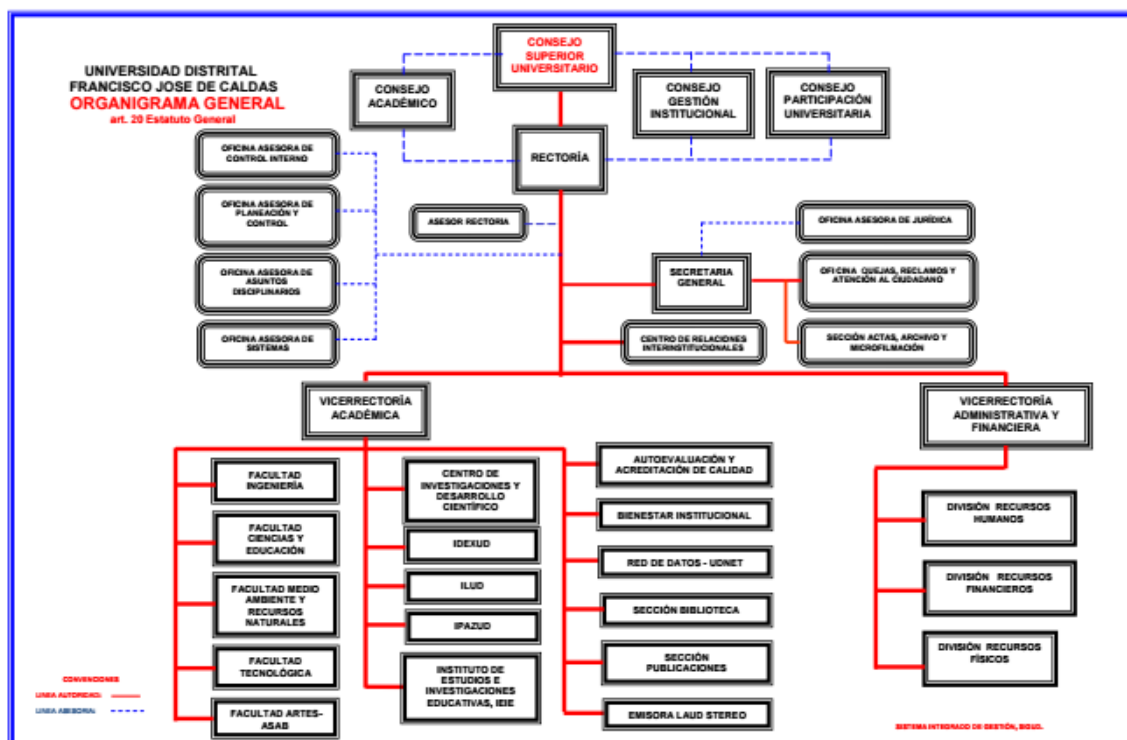 UNIVERSIDAD DISTRITAL
FRANCISCO JOSE DE CALDAS
ORGANIGRAMA GENERAL
art. 20 Estatuto General
CONSEJO
SUPERIOR
UNIVERSITARIO
CONSEJO
ACADÉMICO
CONSEJO
GESTIÓN
INSTITUCIONAL
CONSEJO
PARTICIPACIÓN
UNIVERSITARIA
RECTORÍA
OFICINA ASESORA DE
CONTROL INTERNO
OFICINA ASESORA DE
PLANEACIÓN Y
CONTROL
OFICINA ASESORA DE
ASUNTOS
DISCIPLINARIOS
OFICINA ASESORA DE
SISTEMAS
ASESOR RECTORIA
SECRETARIA
GENERAL
OFICINA ASESORA DE JURÍDICA
OFICINA QUEJAS, RECLAMOS Y
ATENCIÓN AL CIUDADANO
SECCIÓN ACTAS, ARCHIVO Y
MICROFILMACIÓN
CENTRO DE RELACIONES
INTERINSTITUCIONALES
VICERRECTORÍA
ACADÉMICA
VICERRECTORÍA
ADMINISTRATIVA Y
FINANCIERA
FACULTAD
INGENIERÍA
FACULTAD
CIENCIAS Y
EDUCACIÓN
FACULTAD MEDIO
AMBIENTE Y
RECURSOS
NATURALES
FACULTAD
TECNOLÓGICA
FACULTAD ARTES-
ASAB
CENTRO DE
INVESTIGACIONES Y
DESARROLLO
CIENTÍFICO
IDEXUD
ILUD
IPAZUD
INSTITUTO DE
ESTUDIOS E
INVESTIGACIONES
EDUCATIVAS, IEIE
AUTOEVALUACIÓN Y
ACREDITACIÓN DE CALIDAD
BIENESTAR INSTITUCIONAL
RED DE DATOS - UDNET
SECCIÓN BIBLIOTECA
SECCIÓN
PUBLICACIONES
EMISORA LAUD STEREO
DIVISIÓN RECURSOS
HUMANOS
DIVISIÓN RECURSOS
FINANCIEROS
DIVISIÓN RECURSOS
FÍSICOS
CONVENCIONES
LINEA AUTORIDAD:
LINEA ASESORIA:
SISTEMA INTEGRADO DE GESTIÓN, SIGUD.